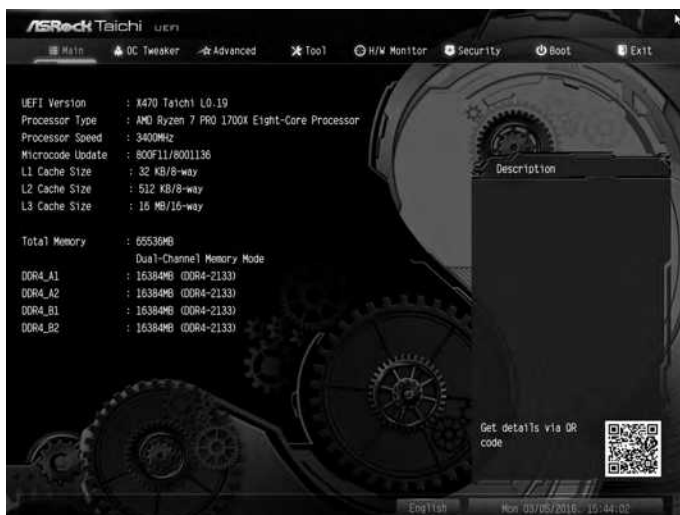 ASRock Taichi UEFI
Main OC Tweaker Advanced Tool H/W Monitor Security Boot Exit
UEFI Version : X470 Taichi L0.19
Processor Type : AMD Ryzen 7 PRO 1700X Eight-Core Processor
Processor Speed : 3400MHz
Microcode Update : 800F11/8001136
L1 Cache Size : 32 KB/8-way
L2 Cache Size : 512 KB/8-way
L3 Cache Size : 16 MB/16-way
Total Memory : 65536MB
Dual-Channel Memory Mode
DDR4_A1 : 16384MB (DDR4-2133)
DDR4_A2 : 16384MB (DDR4-2133)
DDR4_B1 : 16384MB (DDR4-2133)
DDR4_B2 : 16384MB (DDR4-2133)
Description
Get details via QR
code
English Mon 03/05/2016. 15:44:02